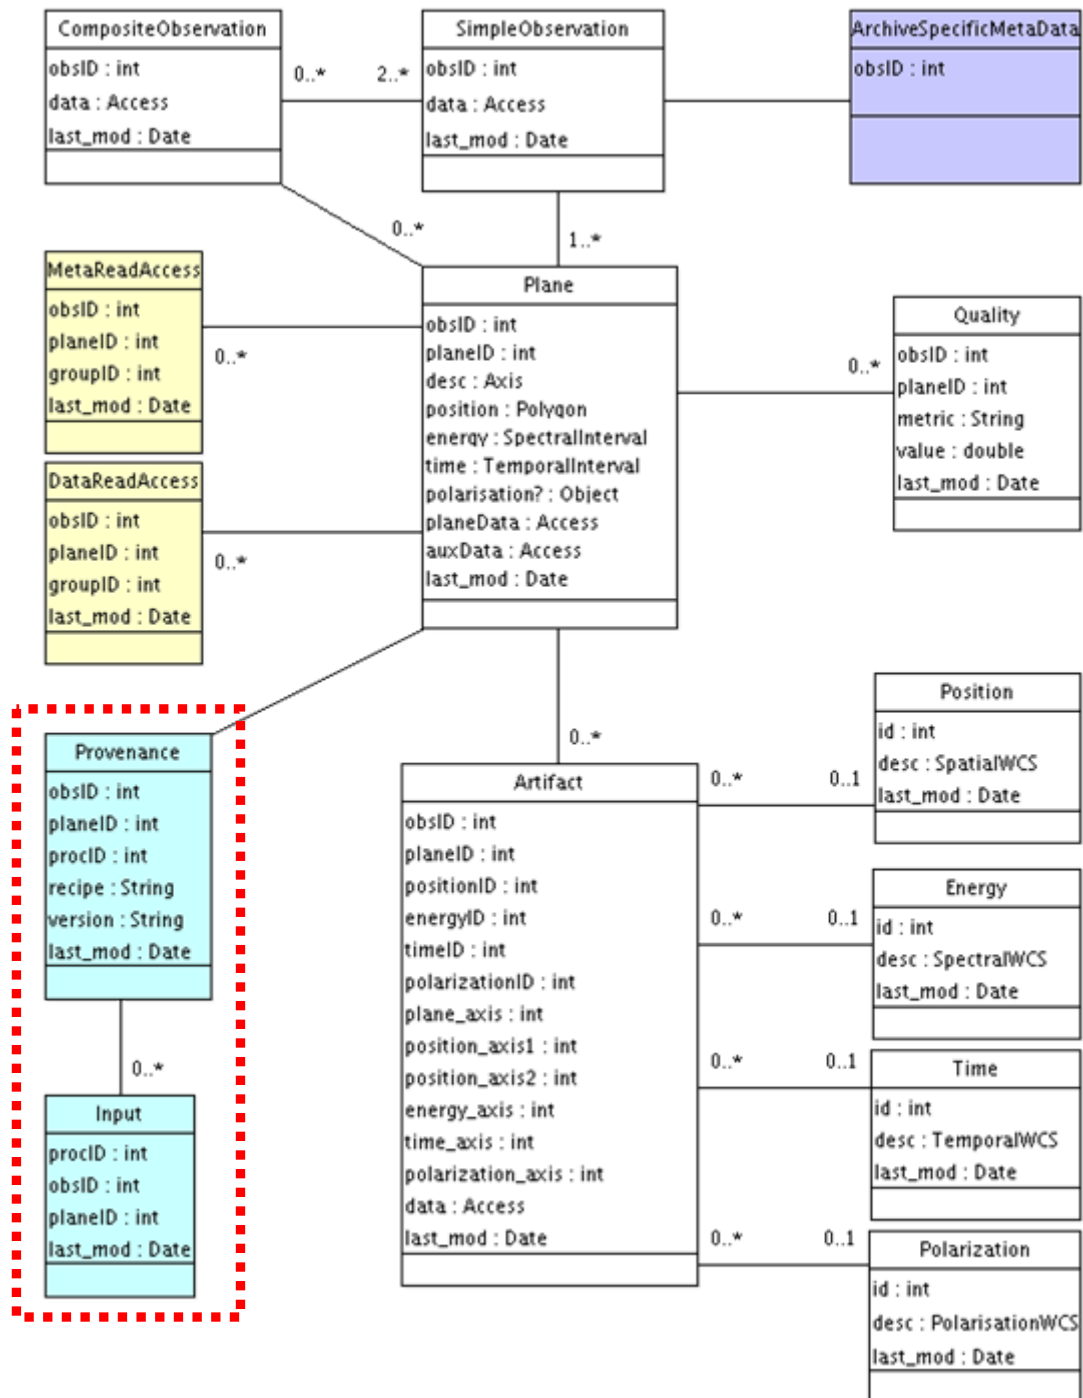 CompositeObservation
obsID : int
data : Access
last_mod : Date
0..*
2..*
SimpleObservation
obsID : int
data : Access
last_mod : Date
ArchiveSpecificMetaData
obsID : int
0..*
1..*
MetaReadAccess
obsID : int
planeID : int
groupID : int
last_mod : Date
0..*
DataReadAccess
obsID : int
planeID : int
groupID : int
last_mod : Date
0..*
Plane
obsID : int
planeID : int
desc : Axis
position : Polygon
energy : SpectralInterval
time : TemporalInterval
polarisation? : Object
planeData : Access
auxData : Access
last_mod : Date
0..*
Quality
obsID : int
planeID : int
metric : String
value : double
last_mod : Date
Provenance
obsID : int
planeID : int
procID : int
recipe : String
version : String
last_mod : Date
0..*
Input
procID : int
obsID : int
planeID : int
last_mod : Date
0..*
Artifact
obsID : int
planeID : int
positionID : int
energyID : int
timeID : int
polarizationID : int
plane_axis : int
position_axis1 : int
position_axis2 : int
energy_axis : int
time_axis : int
polarization_axis : int
data : Access
last_mod : Date
0..*
0..1
Position
id : int
desc : SpatialWCS
last_mod : Date
0..*
0..1
Energy
id : int
desc : SpectralWCS
last_mod : Date
0..*
0..1
Time
id : int
desc : TemporalWCS
last_mod : Date
0..*
0..1
Polarization
id : int
desc : PolarisationWCS
last_mod : Date